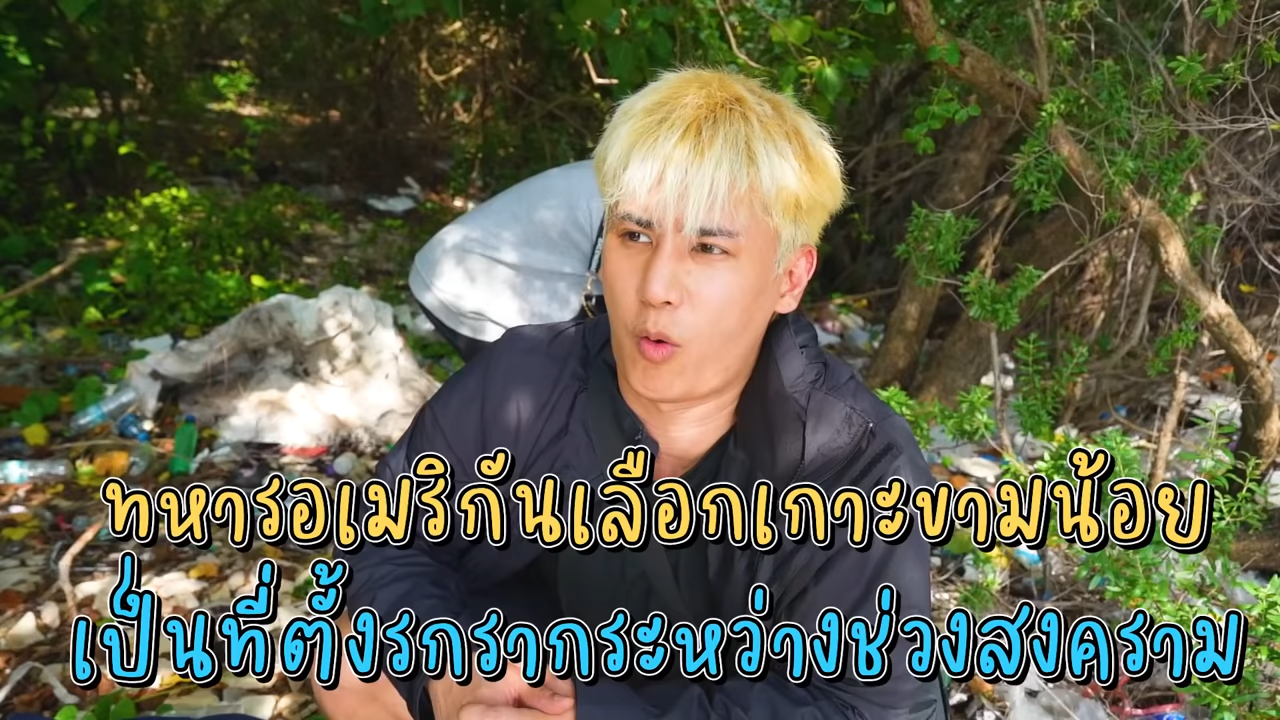 ทหารอเมริกันเลือกเกาะขามน้อย
เป็นที่ตั้งรกรากระหว่างช่วงสงคราม